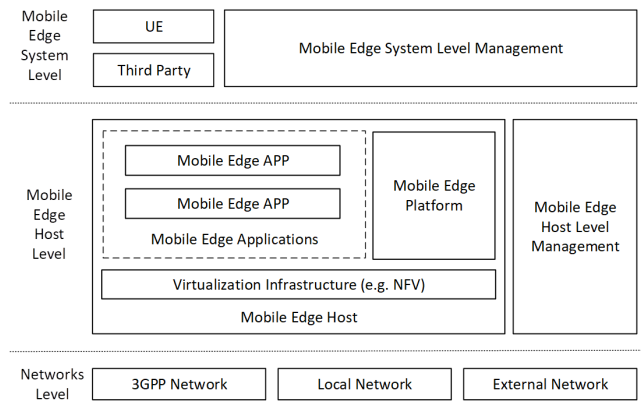 Mobile
Edge
System
Level
UE
Third Party
Mobile Edge System Level Management
Mobile
Edge
Host
Level
Mobile Edge APP
Mobile Edge APP
Mobile Edge Applications
Mobile Edge
Platform
Virtualization Infrastructure (e.g. NFV)
Mobile Edge Host
Mobile Edge
Host Level
Management
Networks
Level
3GPP Network
Local Network
External Network